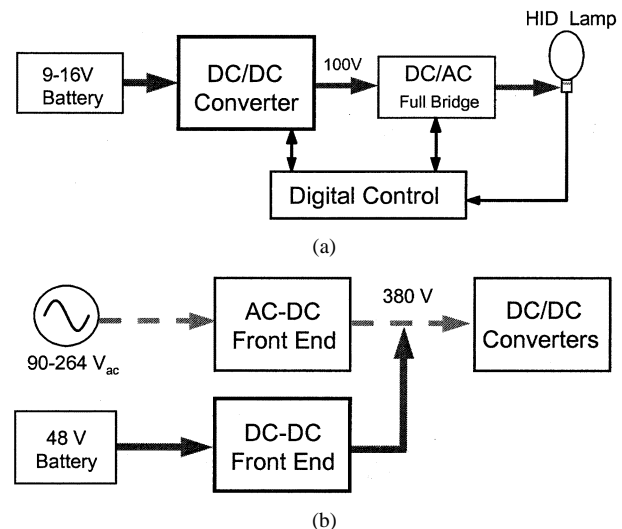 HID Lamp
9-16V
Battery
DC/DC
Converter
100V
DC/AC
Full Bridge
Digital Control
(a)
90-264 Vac
AC-DC
Front End
380 V
DC/DC
Converters
48 V
Battery
DC-DC
Front End
(b)